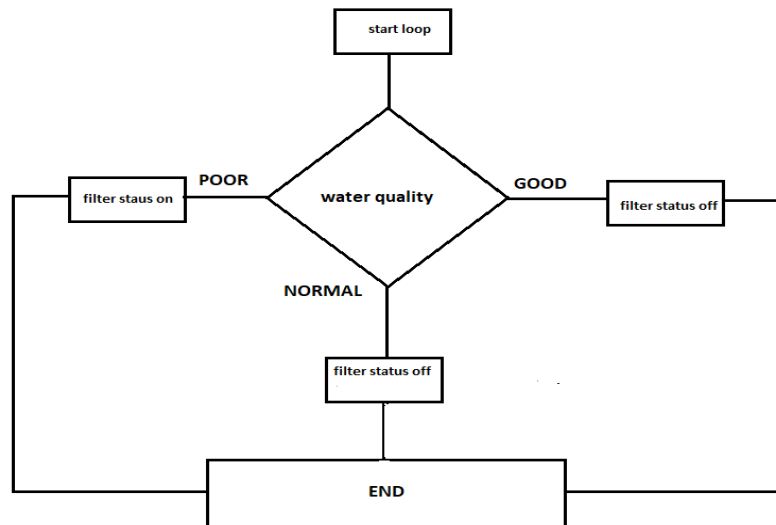 start loop
POOR
GOOD
filter staus on
water quality
filter status off
NORMAL
filter status off
END